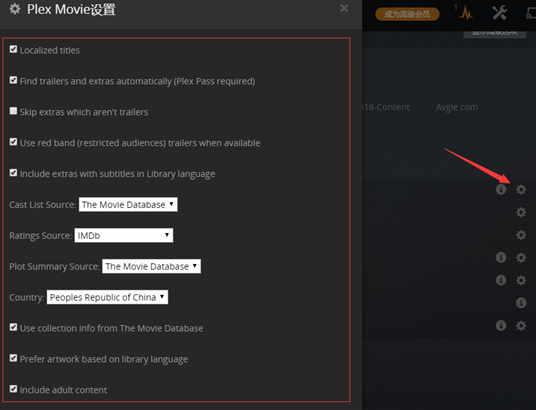 Plex Movie设置
×
成为高级会员
1
Localized titles
Find trailers and extras automatically (Plex Pass required)
Skip extras which aren't trailers
18-Content Avgle.com
Use red band (restricted audiences) trailers when available
Include extras with subtitles in Library language
Cast List Source: The Movie Database
Ratings Source: IMDb
Plot Summary Source: The Movie Database
Country: Peoples Republic of China
Use collection info from The Movie Database
Prefer artwork based on library language
Include adult content